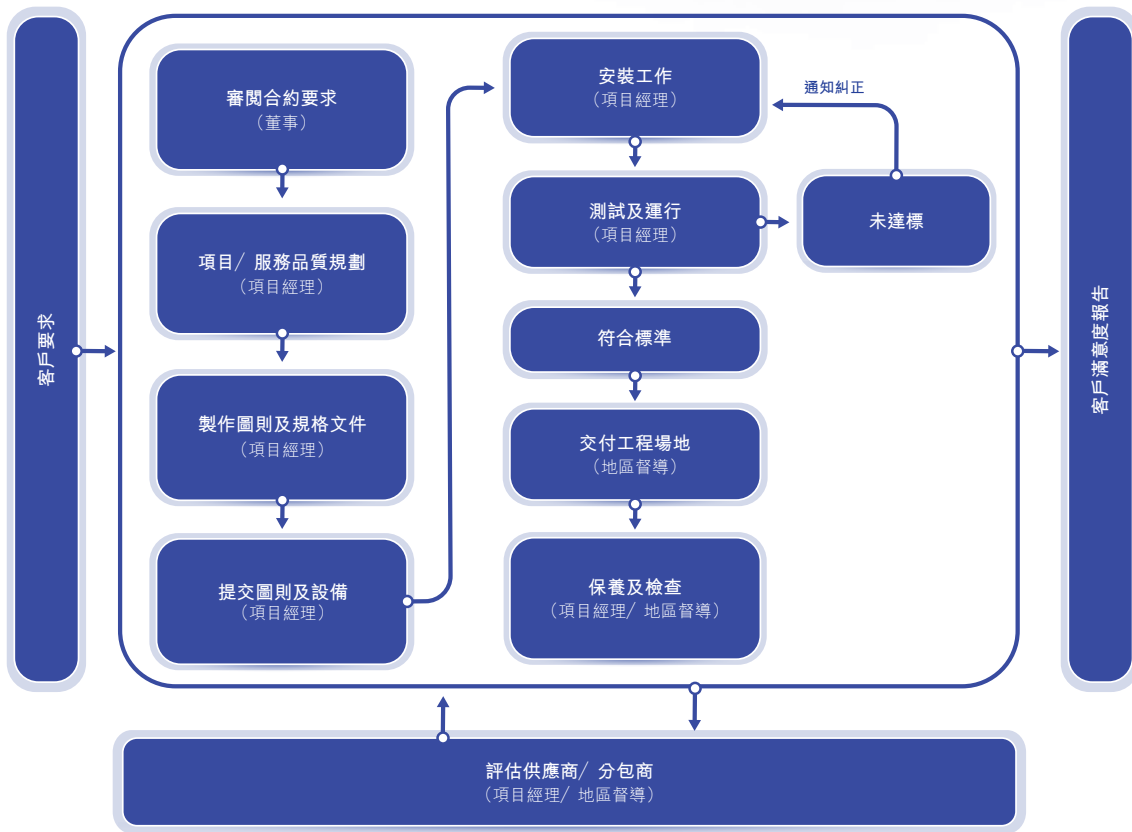 客戶要求
審閱合約要求
（董事）
項目/ 服務品質規劃
（項目經理）
製作圖則及規格文件
（項目經理）
提交圖則及設備
（項目經理）
安裝工作
（項目經理）
通知糾正
測試及運行
（項目經理）
未達標
符合標準
交付工程場地
（地區督導）
保養及檢查
（項目經理/ 地區督導）
客戶滿意度報告
評估供應商/ 分包商
（項目經理/ 地區督導）